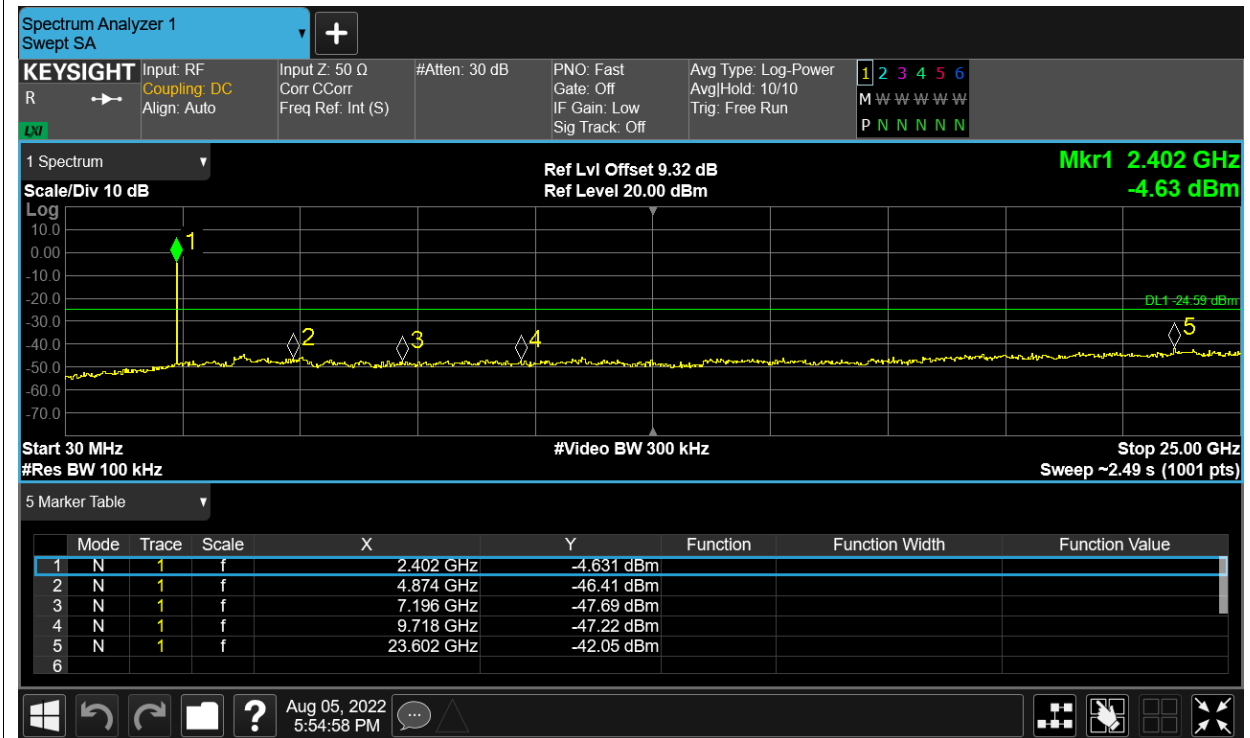 Spectrum Analyzer 1
Swept SA
KEYSIGHT
R
LXI
Input: RF
Coupling: DC
Align: Auto
Input Z: 50 Ω
Corr CCorr
Freq Ref: Int (S)
#Atten: 30 dB
PNO: Fast
Gate: Off
IF Gain: Low
Sig Track: Off
Avg Type: Log-Power
Avg|Hold: 10/10
Trig: Free Run
1 2 3 4 5 6
M W W W W W
P N N N N N
1 Spectrum
Scale/Div 10 dB
Ref Lvl Offset 9.32 dB
Ref Level 20.00 dBm
Mkr1 2.402 GHz
-4.63 dBm
Log
10.0
0.00
-10.0
-20.0
-30.0
-40.0
-50.0
-60.0
-70.0
1
2
3
4
5
DL1 -24.59 dBm
Start 30 MHz
#Res BW 100 kHz
#Video BW 300 kHz
Stop 25.00 GHz
Sweep ~2.49 s (1001 pts)
5 Marker Table
Mode Trace Scale X Y Function Function Width Function Value
1 N 1 f 2.402 GHz -4.631 dBm
2 N 1 f 4.874 GHz -46.41 dBm
3 N 1 f 7.196 GHz -47.69 dBm
4 N 1 f 9.718 GHz -47.22 dBm
5 N 1 f 23.602 GHz -42.05 dBm
6
?
Aug 05, 2022
5:54:58 PM